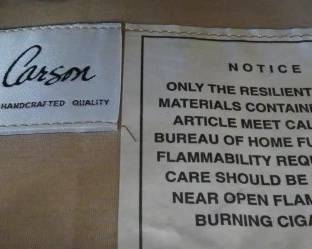 Carson
HANDCRAFTED QUALITY
NOTICE
ONLY THE RESILIENT
MATERIALS CONTAINE
ARTICLE MEET CAL
BUREAU OF HOME FU
FLAMMABILITY REQU
CARE SHOULD BE
NEAR OPEN FLAM
BURNING CIGA